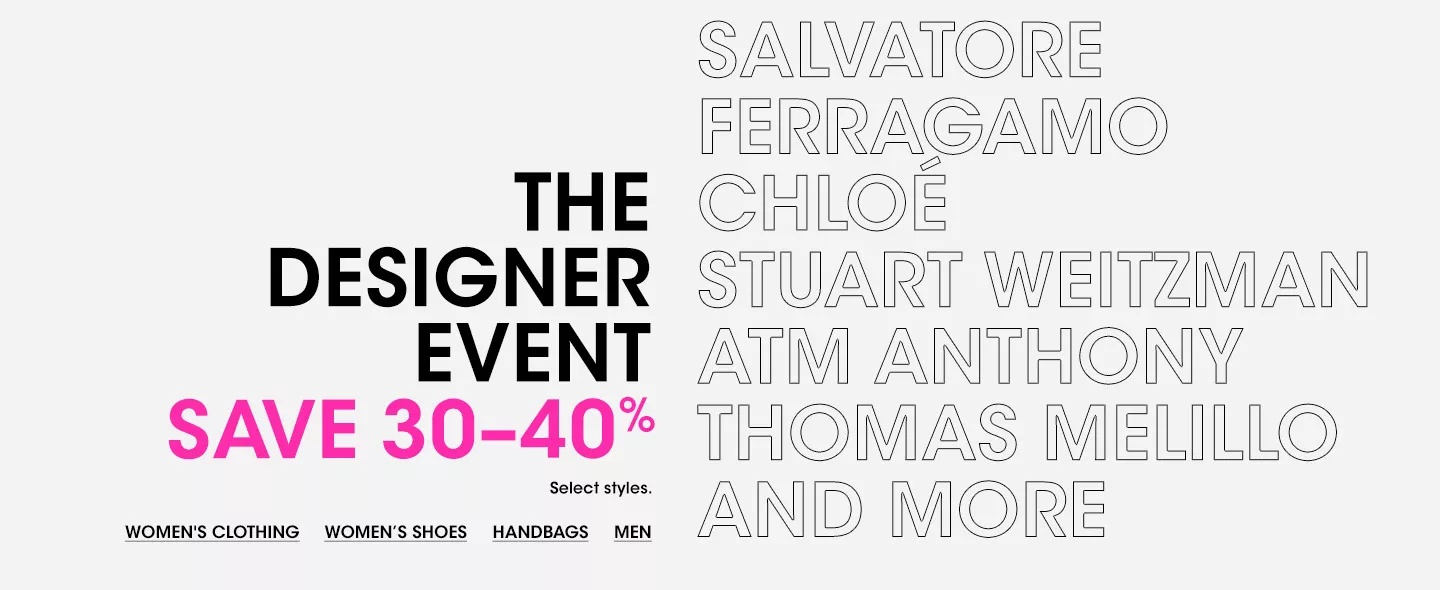 THE
DESIGNER
EVENT
SAVE 30–40%
Select styles.
WOMEN'S CLOTHING WOMEN’S SHOES HANDBAGS MEN
SALVATORE
FERRAGAMO
CHLOÉ
STUART WEITZMAN
ATM ANTHONY
THOMAS MELILLO
AND MORE